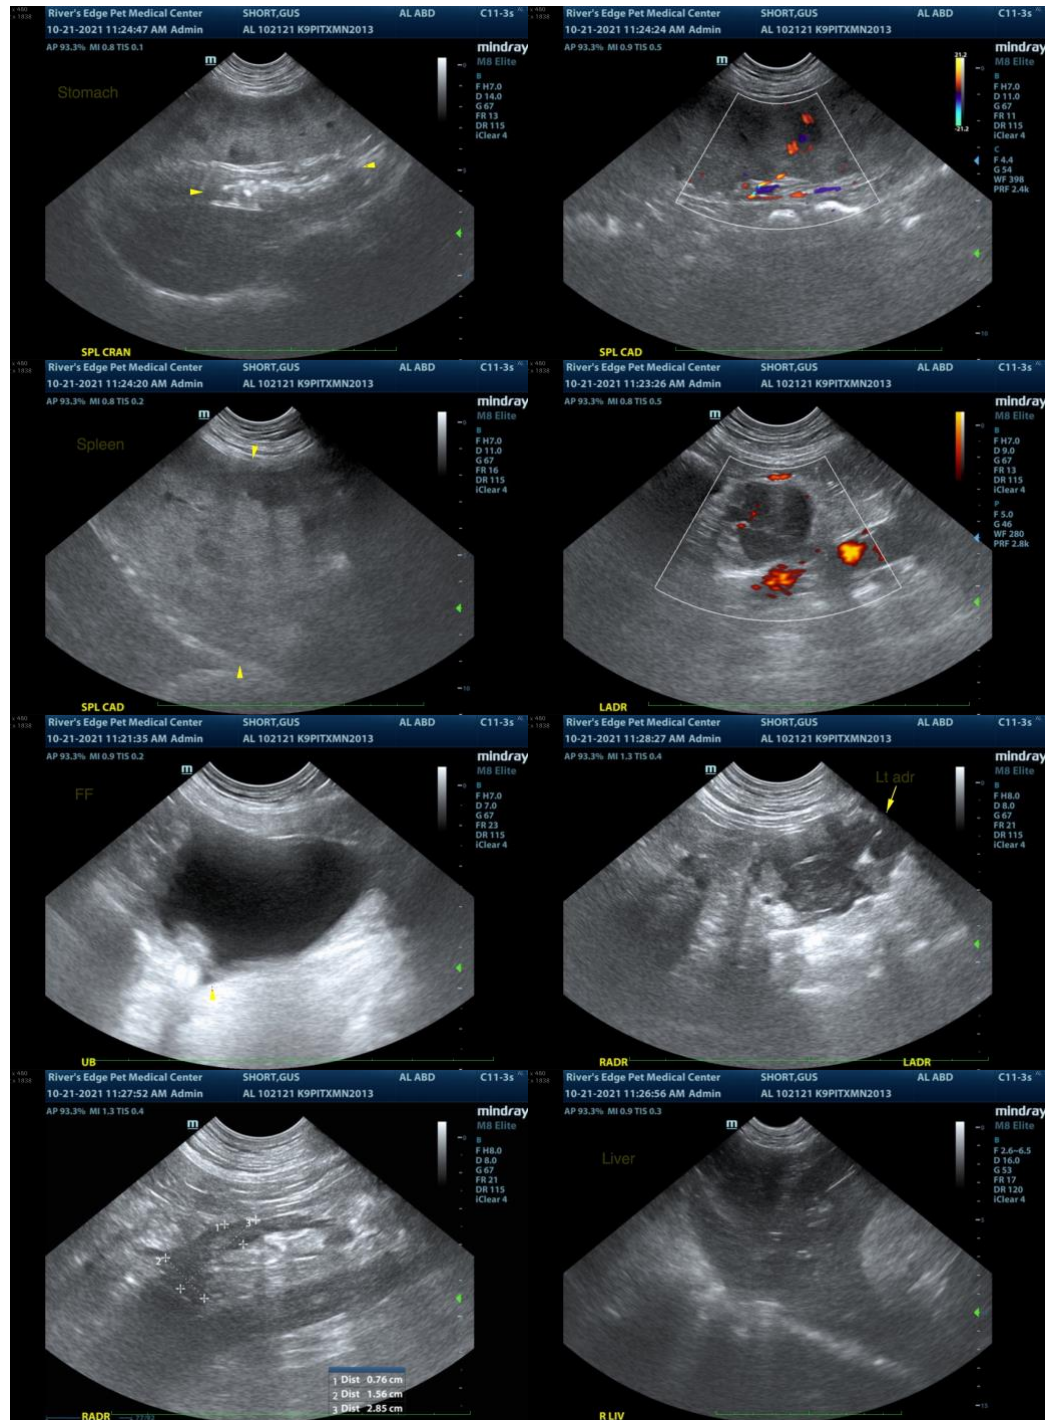 River's Edge Pet Medical Center SHORT,GUS AL ABD C11-3s
10-21-2021 11:24:47 AM Admin AL 102121 K9PITXMN2013
AP 93.3% MI 0.8 TIS 0.1
mindray
M8 Elite
m
Stomach
B
F H7.0
D 14.0
G 67
FR 13
DR 115
iClear 4
5
SPL CRAN
River's Edge Pet Medical Center SHORT,GUS AL ABD C11-3s
10-21-2021 11:24:24 AM Admin AL 102121 K9PITXMN2013
AP 93.3% MI 0.9 TIS 0.5
mindray
M8 Elite
m
21.2
-21.2
B
F H7.0
D 11.0
G 67
FR 11
DR 115
iClear 4
C
F 4.4
G 54
WF 398
PRF 2.4k
10
SPL CAD
River's Edge Pet Medical Center SHORT,GUS AL ABD C11-3s
10-21-2021 11:24:20 AM Admin AL 102121 K9PITXMN2013
AP 93.3% MI 0.8 TIS 0.2
mindray
M8 Elite
m
Spleen
B
F H7.0
D 11.0
G 67
FR 16
DR 115
iClear 4
10
SPL CAD
River's Edge Pet Medical Center SHORT,GUS AL ABD C11-3s
10-21-2021 11:23:26 AM Admin AL 102121 K9PITXMN2013
AP 93.3% MI 0.8 TIS 0.5
mindray
M8 Elite
m
B
F H7.0
D 9.0
G 67
FR 13
DR 115
iClear 4
P
F 5.0
G 46
WF 280
PRF 2.8k
LADR
River's Edge Pet Medical Center SHORT,GUS AL ABD C11-3s
10-21-2021 11:21:35 AM Admin AL 102121 K9PITXMN2013
AP 93.3% MI 0.9 TIS 0.2
mindray
M8 Elite
m
FF
B
F H7.0
D 7.0
G 67
FR 23
DR 115
iClear 4
UB
River's Edge Pet Medical Center SHORT,GUS AL ABD C11-3s
10-21-2021 11:28:27 AM Admin AL 102121 K9PITXMN2013
AP 93.3% MI 1.3 TIS 0.4
mindray
M8 Elite
m
Lt adr
B
F H8.0
D 8.0
G 67
FR 21
DR 115
iClear 4
RADR LADR
River's Edge Pet Medical Center SHORT,GUS AL ABD C11-3s
10-21-2021 11:27:52 AM Admin AL 102121 K9PITXMN2013
AP 93.3% MI 1.3 TIS 0.4
mindray
M8 Elite
m
B
F H8.0
D 8.0
G 67
FR 21
DR 115
iClear 4
1 3
2
1 Dist 0.76 cm
2 Dist 1.56 cm
3 Dist 2.85 cm
RADR
River's Edge Pet Medical Center SHORT,GUS AL ABD C11-3s
10-21-2021 11:26:56 AM Admin AL 102121 K9PITXMN2013
AP 93.3% MI 0.9 TIS 0.3
mindray
M8 Elite
m
Liver
B
F 2.6~6.5
D 16.0
G 53
FR 17
DR 120
iClear 4
5
15
R LIV